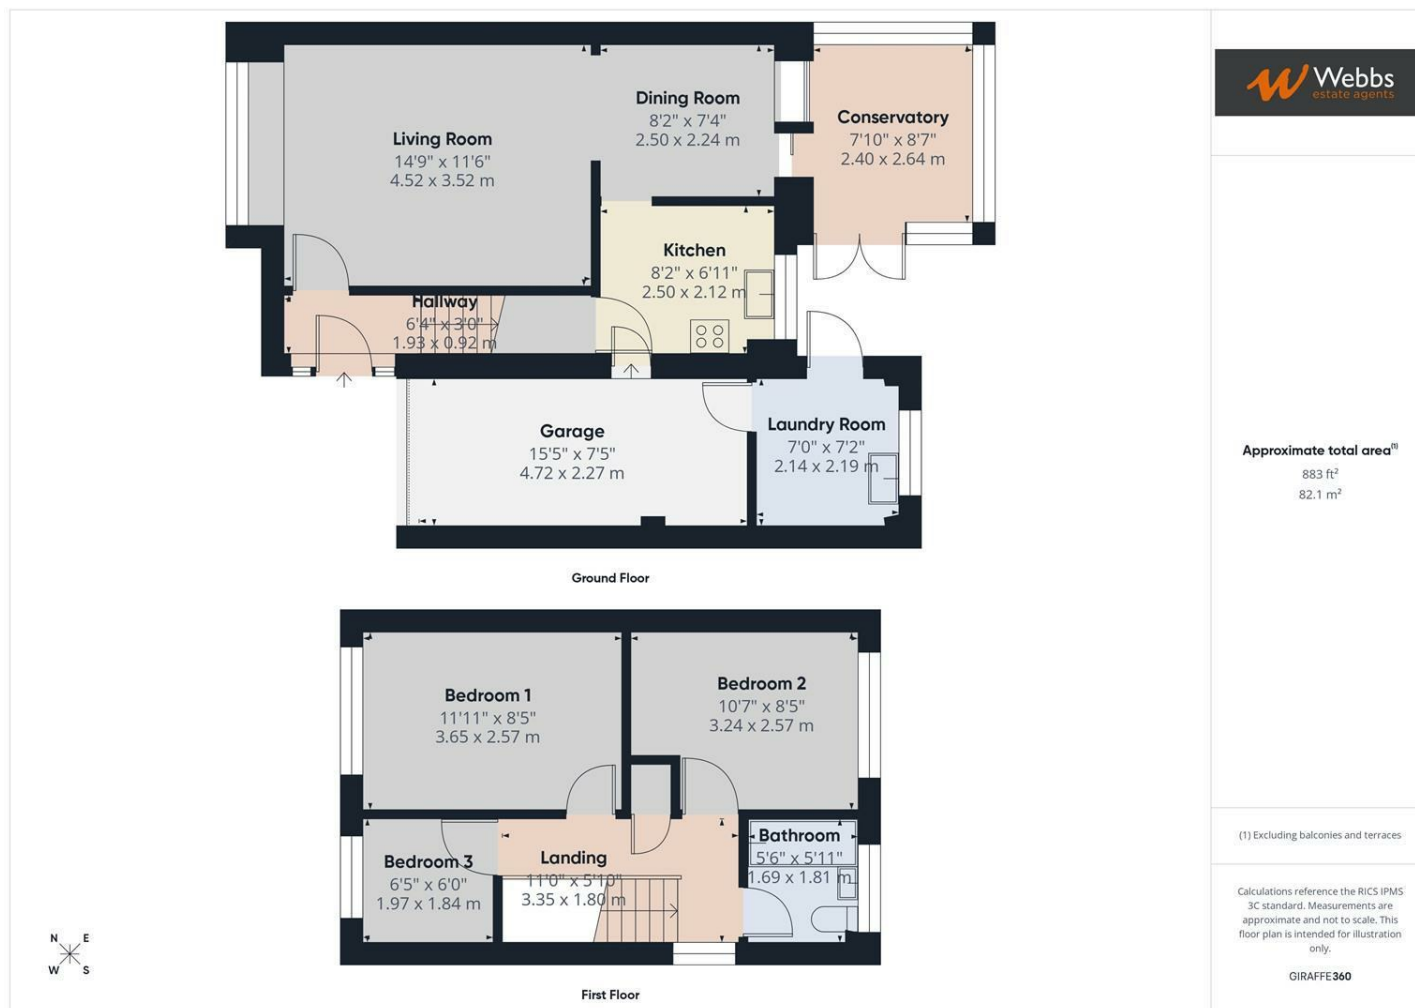 Living Room
14'9" x 11'6"
4.52 x 3.52 m
Dining Room
8'2" x 7'4"
2.50 x 2.24 m
Conservatory
7'10" x 8'7"
2.40 x 2.64 m
Kitchen
8'2" x 6'11"
2.50 x 2.12 m
Hallway
6'4" x 3'0"
1.93 x 0.92 m
Garage
15'5" x 7'5"
4.72 x 2.27 m
Laundry Room
7'0" x 7'2"
2.14 x 2.19 m
Ground Floor
Bedroom 1
11'11" x 8'5"
3.65 x 2.57 m
Bedroom 2
10'7" x 8'5"
3.24 x 2.57 m
Bedroom 3
6'5" x 6'0"
1.97 x 1.84 m
Landing
11'0" x 5'10"
3.35 x 1.80 m
Bathroom
5'6" x 5'11"
1.69 x 1.81 m
First Floor
N E
W S
Webbs
estate agents
Approximate total area(1)
883 ft²
82.1 m²
(1) Excluding balconies and terraces
Calculations reference the RICS IPMS
3C standard. Measurements are
approximate and not to scale. This
floor plan is intended for illustration
only.
GIRAFFE360